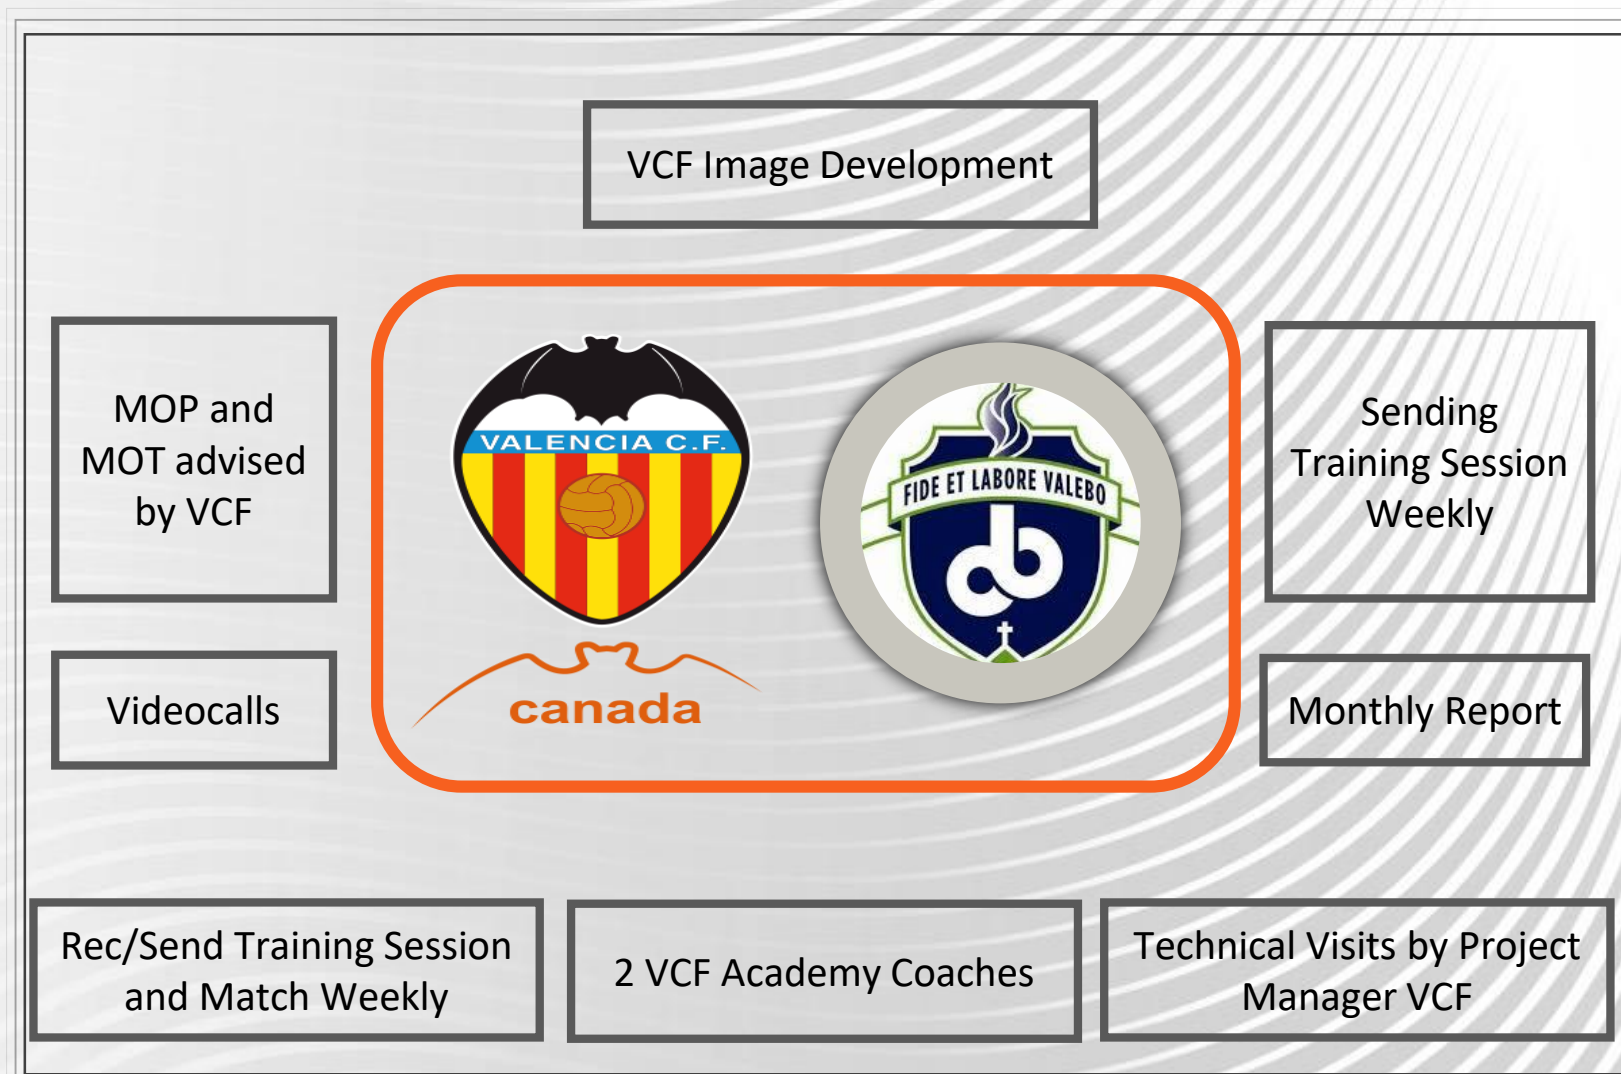 VCF Image Development
MOP and
MOT advised
by VCF
VALENCIA C.F.
canada
FIDE ET LABORE VALEBO
cb
Sending
Training Session
Weekly
Videocalls
Monthly Report
Rec/Send Training Session
and Match Weekly
2 VCF Academy Coaches
Technical Visits by Project
Manager VCF